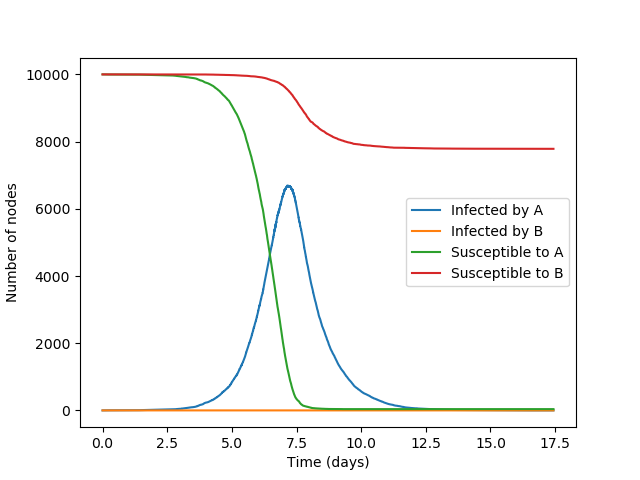 Number of nodes
10000
8000
6000
4000
2000
0
Infected by A
Infected by B
Susceptible to A
Susceptible to B
0.0 2.5 5.0 7.5 10.0 12.5 15.0 17.5
Time (days)